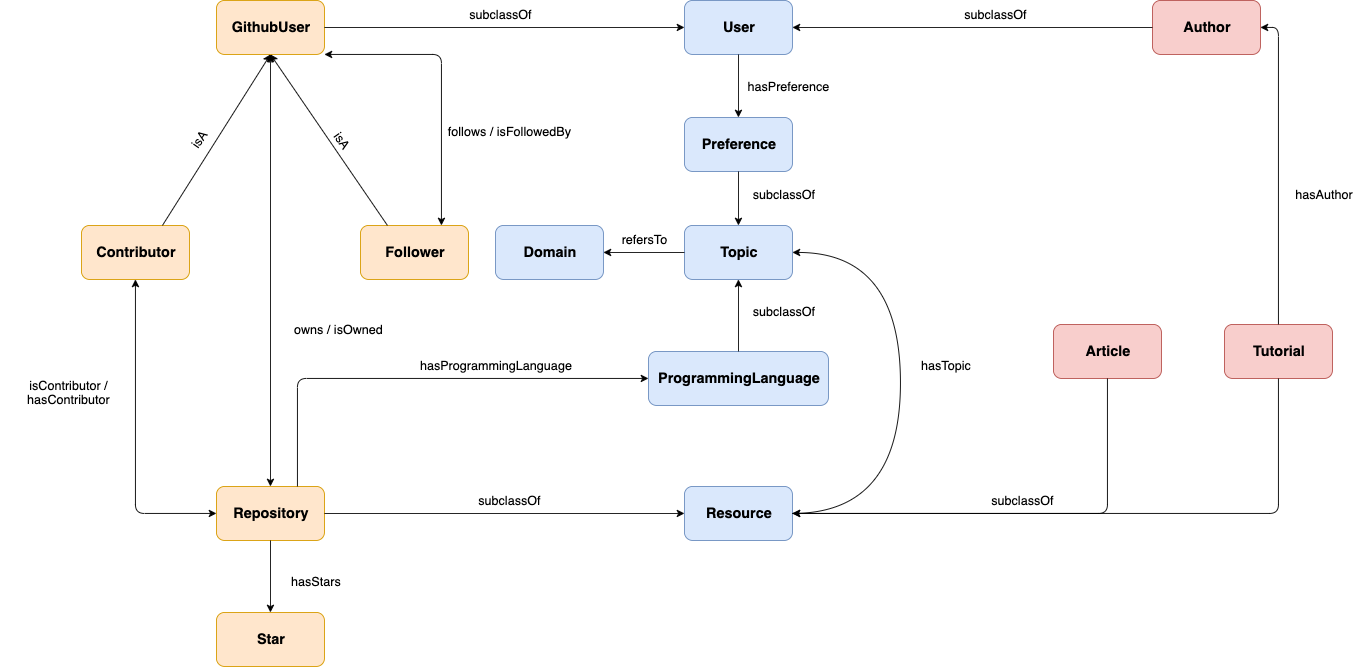 GithubUser
subclassOf
User
subclassOf
Author
hasPreference
isA
isA
follows / isFollowedBy
Preference
subclassOf
hasAuthor
Contributor
Follower
Domain
refersTo
Topic
subclassOf
owns / isOwned
Article
Tutorial
hasProgrammingLanguage
hasTopic
ProgrammingLanguage
isContributor /
hasContributor
Repository
subclassOf
Resource
subclassOf
hasStars
Star